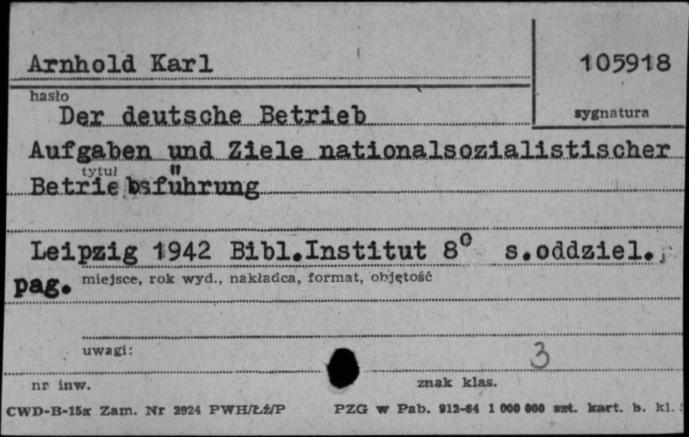 Arnhold Karl
105918
hasło
Der deutsche Betrieb
sygnatura
Aufgaben und Ziele nationalsozialistischer
tytuł
Betriebsführung
Leipzig 1942 Bibl.Institut 8° s.oddziel.
pag.
miejsce, rok wyd., nakładca, format, objętość
uwagi:
3
nr inw.
znak klas.
CWD-B-15a Zam. Nr 2924 PWH/Łź/P
PZG w Pab. 912-64 1 000 000 szt. kart. b. kl.